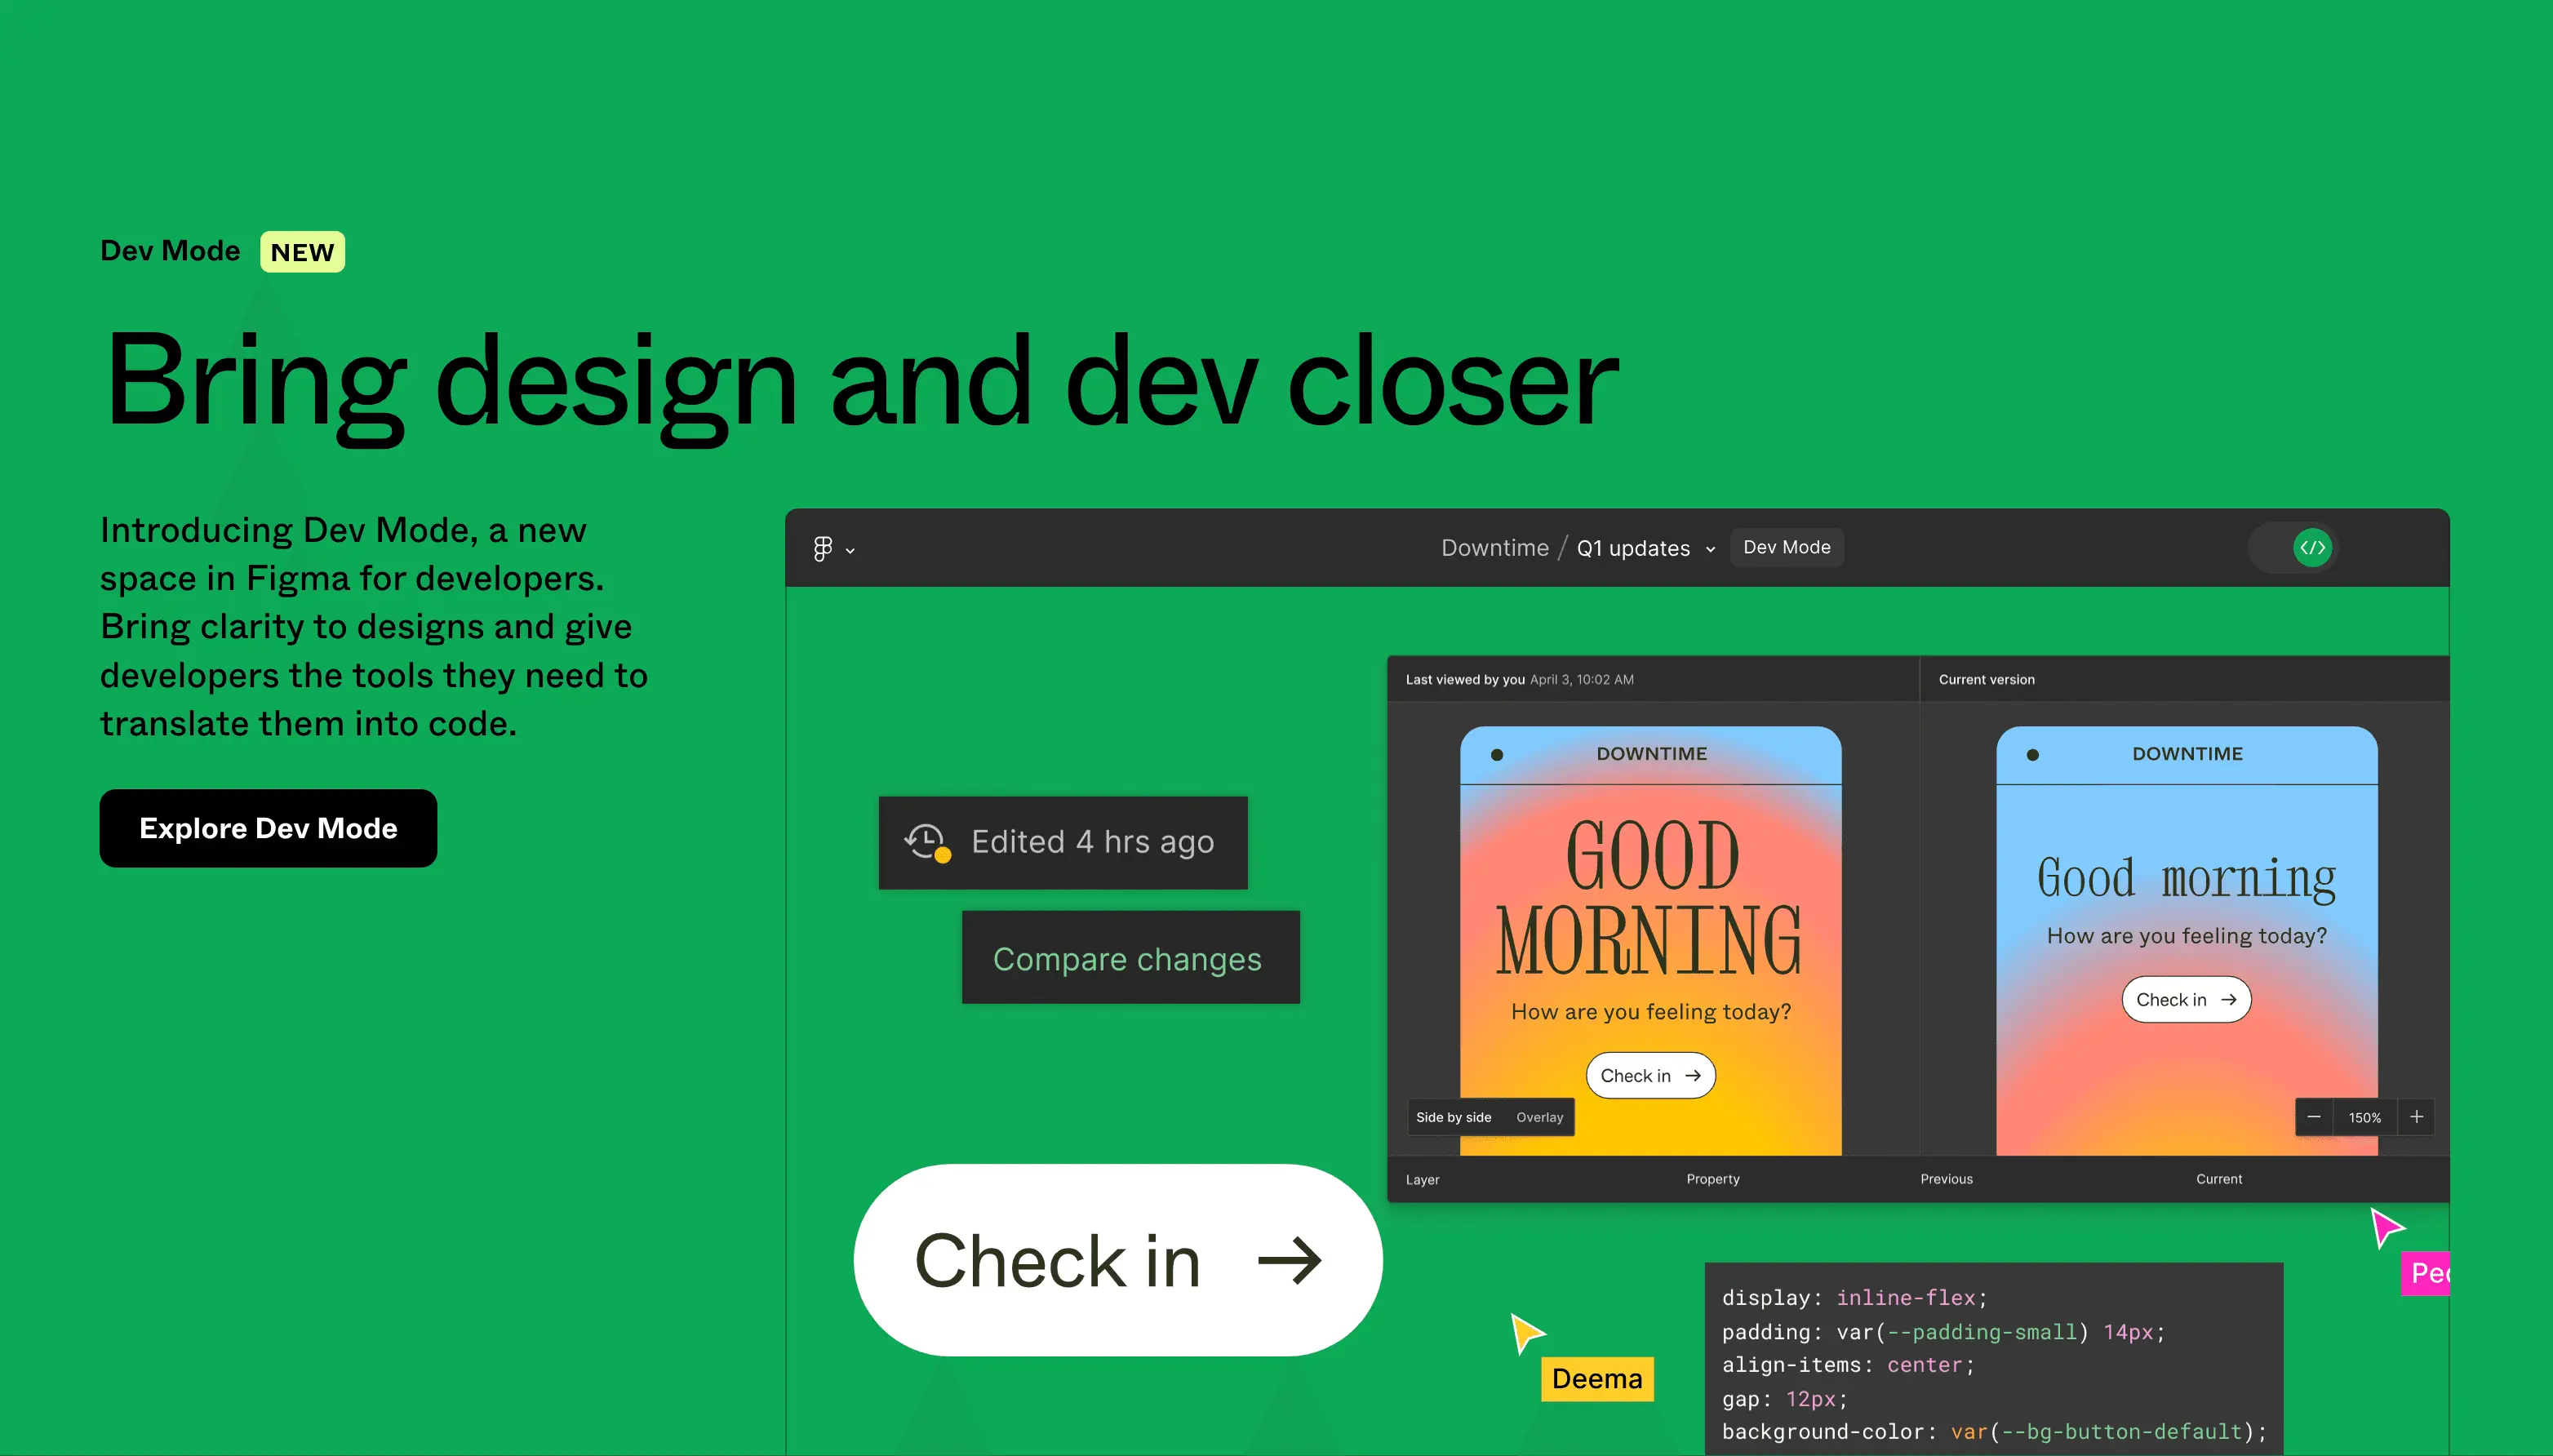 Dev Mode NEW
Bring design and dev closer
Introducing Dev Mode, a new
space in Figma for developers.
Bring clarity to designs and give
developers the tools they need to
translate them into code.
Explore Dev Mode
Downtime / Q1 updates Dev Mode </>
Last viewed by you April 3, 10:02 AM
Current version
DOWNTIME
GOOD
MORNING
How are you feeling today?
Check in →
Side by side Overlay
DOWNTIME
Good morning
How are you feeling today?
Check in →
− 150% +
Layer Property Previous Current
Edited 4 hrs ago
Compare changes
Check in →
Deema
display: inline-flex;
padding: var(--padding-small) 14px;
align-items: center;
gap: 12px;
background-color: var(--bg-button-default);